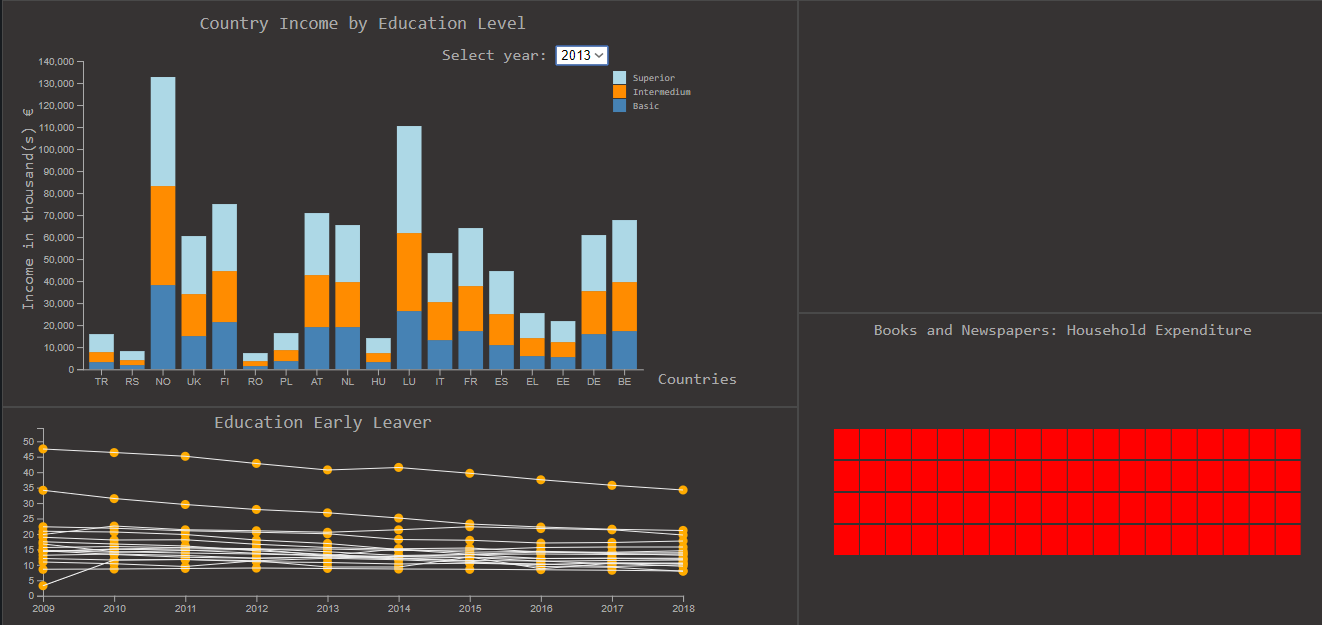 Country Income by Education Level
Select year: 2013
Superior
Intermedium
Basic
Income in thousand(s) €
140,000
130,000
120,000
110,000
100,000
90,000
80,000
70,000
60,000
50,000
40,000
30,000
20,000
10,000
0
TR RS NO UK FI RO PL AT NL HU LU IT FR ES EL EE DE BE
Countries
Education Early Leaver
50
45
40
35
30
25
20
15
10
5
0
2009 2010 2011 2012 2013 2014 2015 2016 2017 2018
Books and Newspapers: Household Expenditure